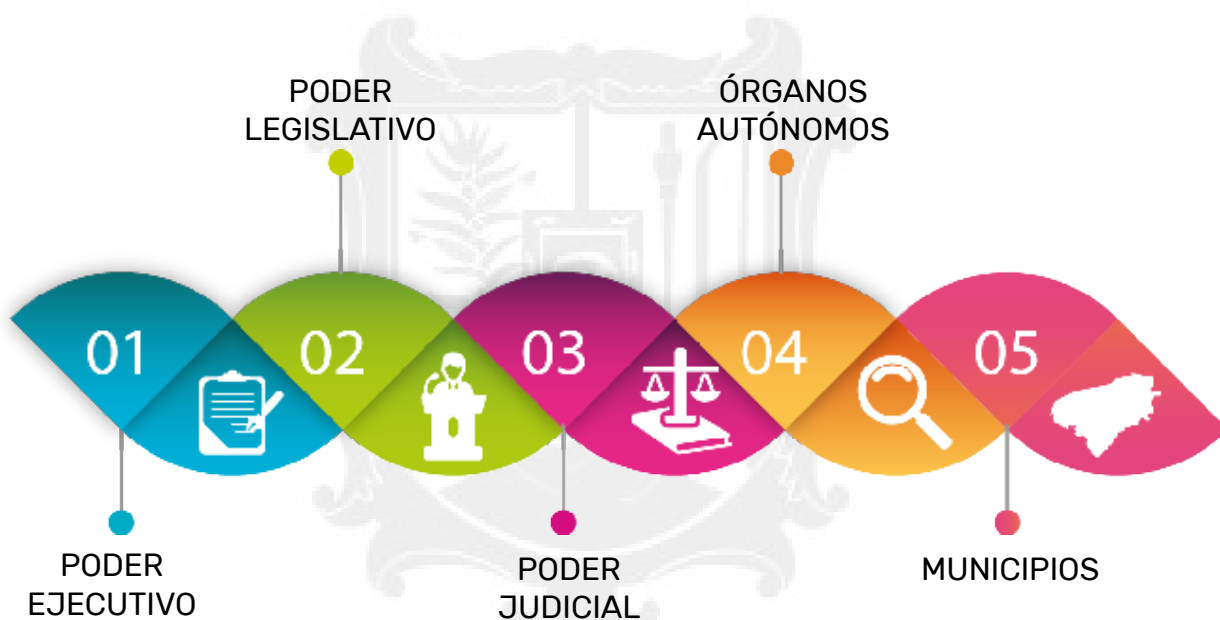 PODER
LEGISLATIVO
ÓRGANOS
AUTÓNOMOS
01
02
03
04
05
PODER
EJECUTIVO
PODER
JUDICIAL
MUNICIPIOS